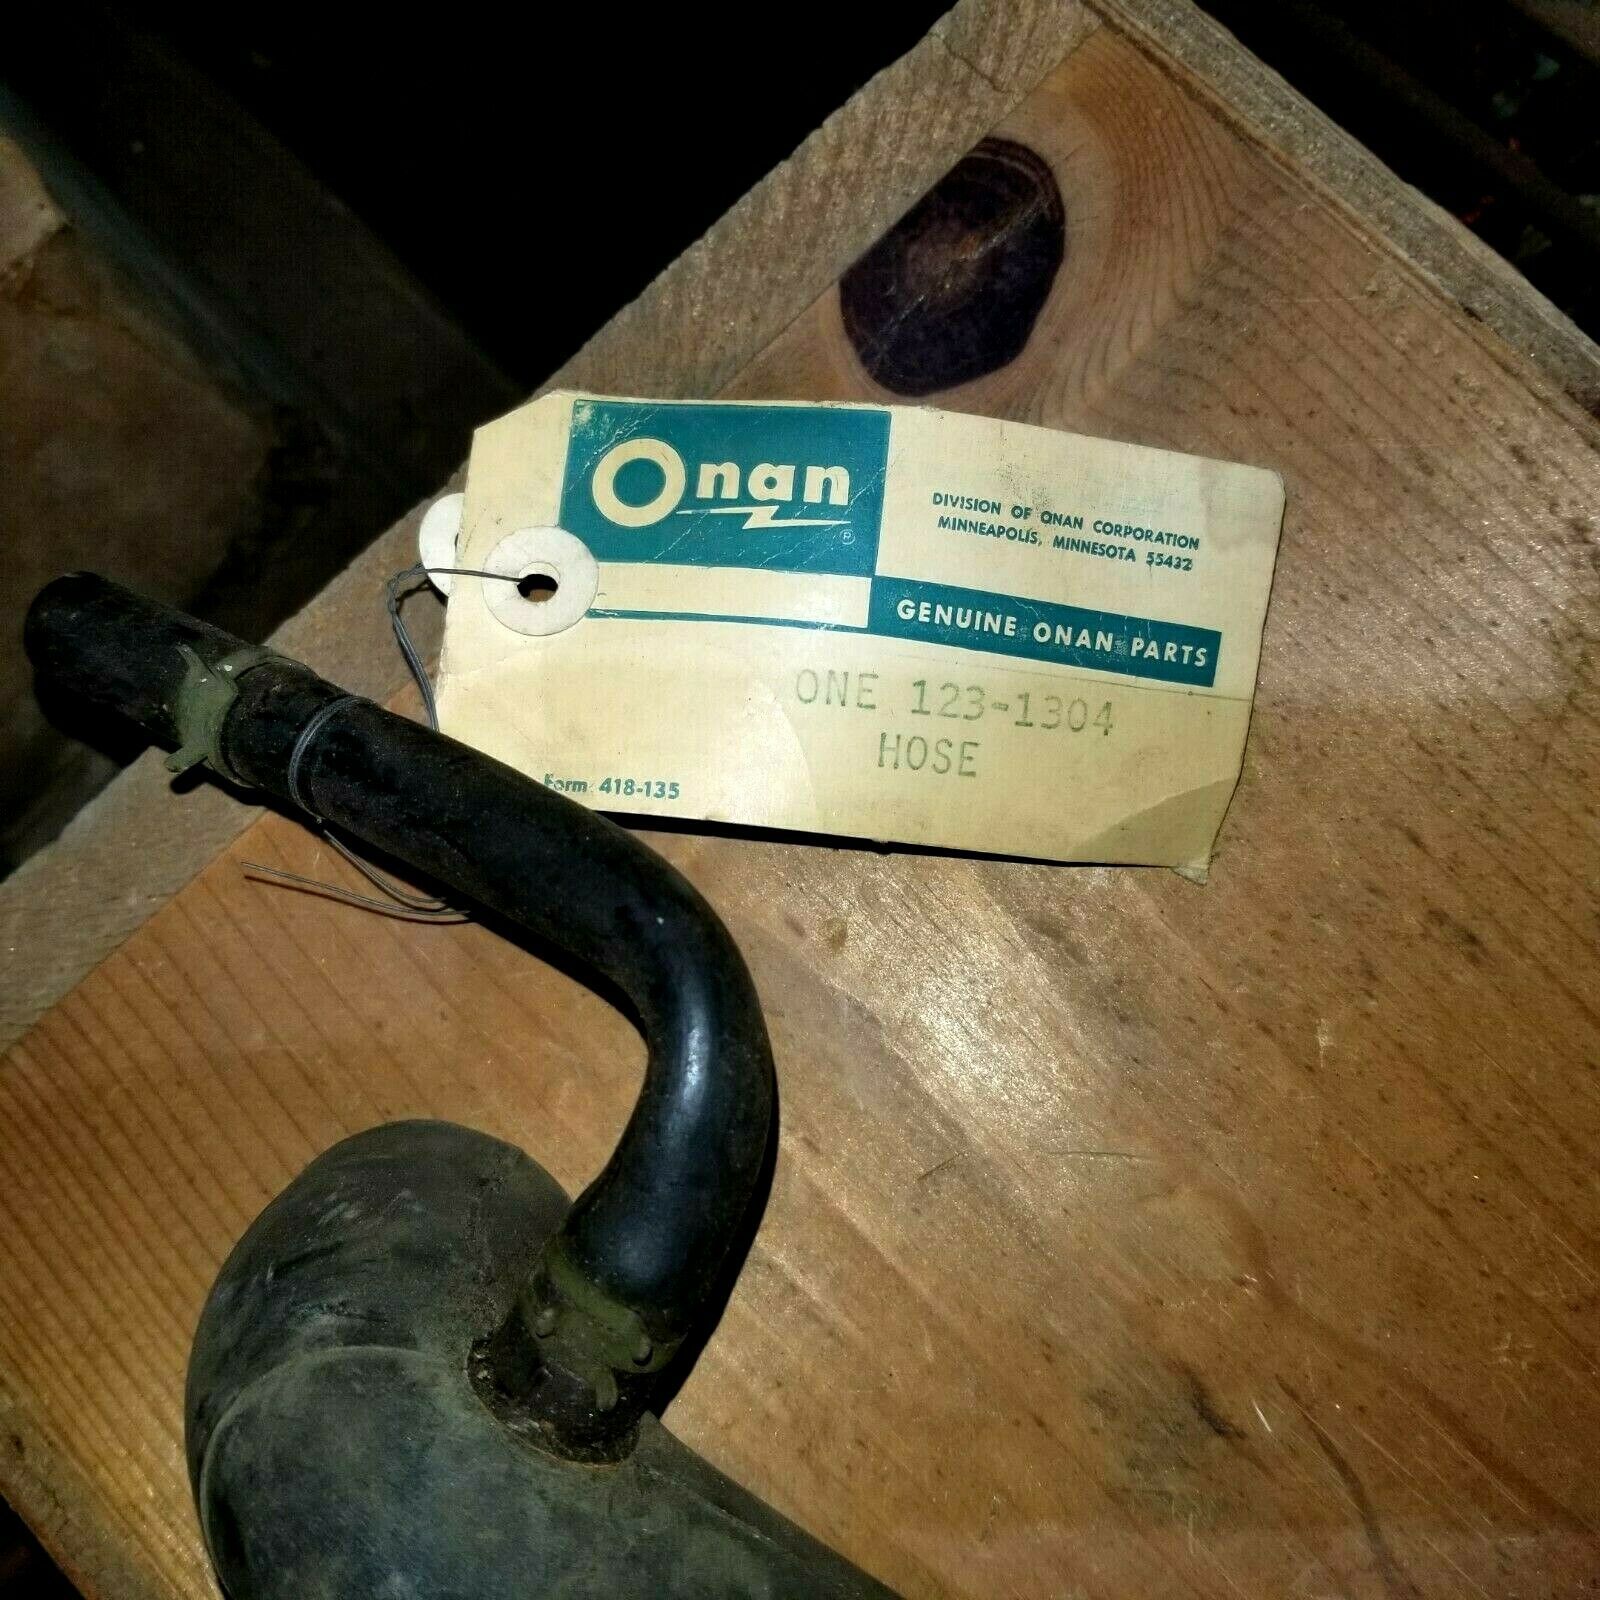 Onan
®
DIVISION OF ONAN CORPORATION
MINNEAPOLIS, MINNESOTA 55432
GENUINE ONAN PARTS
ONE 123-1304
HOSE
Form 418-135